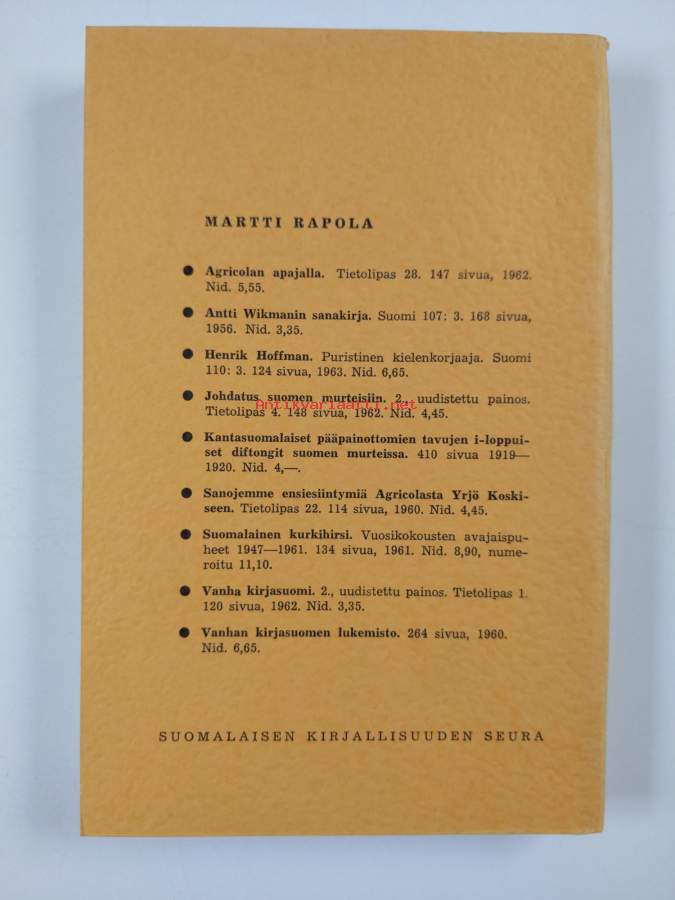 MARTTI RAPOLA
● Agricolan apajalla. Tietolipas 28. 147 sivua, 1962.
Nid. 5,55.
● Antti Wikmanin sanakirja. Suomi 107: 3. 168 sivua,
1956. Nid. 3,35.
● Henrik Hoffman. Puristinen kielenkorjaaja. Suomi
110: 3. 124 sivua, 1963. Nid. 6,65.
● Johdatus suomen murteisiin. 2., uudistettu painos.
Antikvariaatti.net
Tietolipas 4. 148 sivua, 1962. Nid. 4,45.
● Kantasuomalaiset pääpainottomien tavujen i-loppui-
set diftongit suomen murteissa. 410 sivua 1919—
1920. Nid. 4,—.
● Sanojemme ensiesiintymiä Agricolasta Yrjö Koski-
seen. Tietolipas 22. 114 sivua, 1960. Nid. 4,45.
● Suomalainen kurkihirsi. Vuosikokousten avajaispu-
heet 1947—1961. 134 sivua, 1961. Nid. 8,90, nume-
roitu 11,10.
● Vanha kirjasuomi. 2., uudistettu painos. Tietolipas 1.
120 sivua, 1962. Nid. 3,35.
● Vanhan kirjasuomen lukemisto. 264 sivua, 1960.
Nid. 6,65.
SUOMALAISEN KIRJALLISUUDEN SEURA